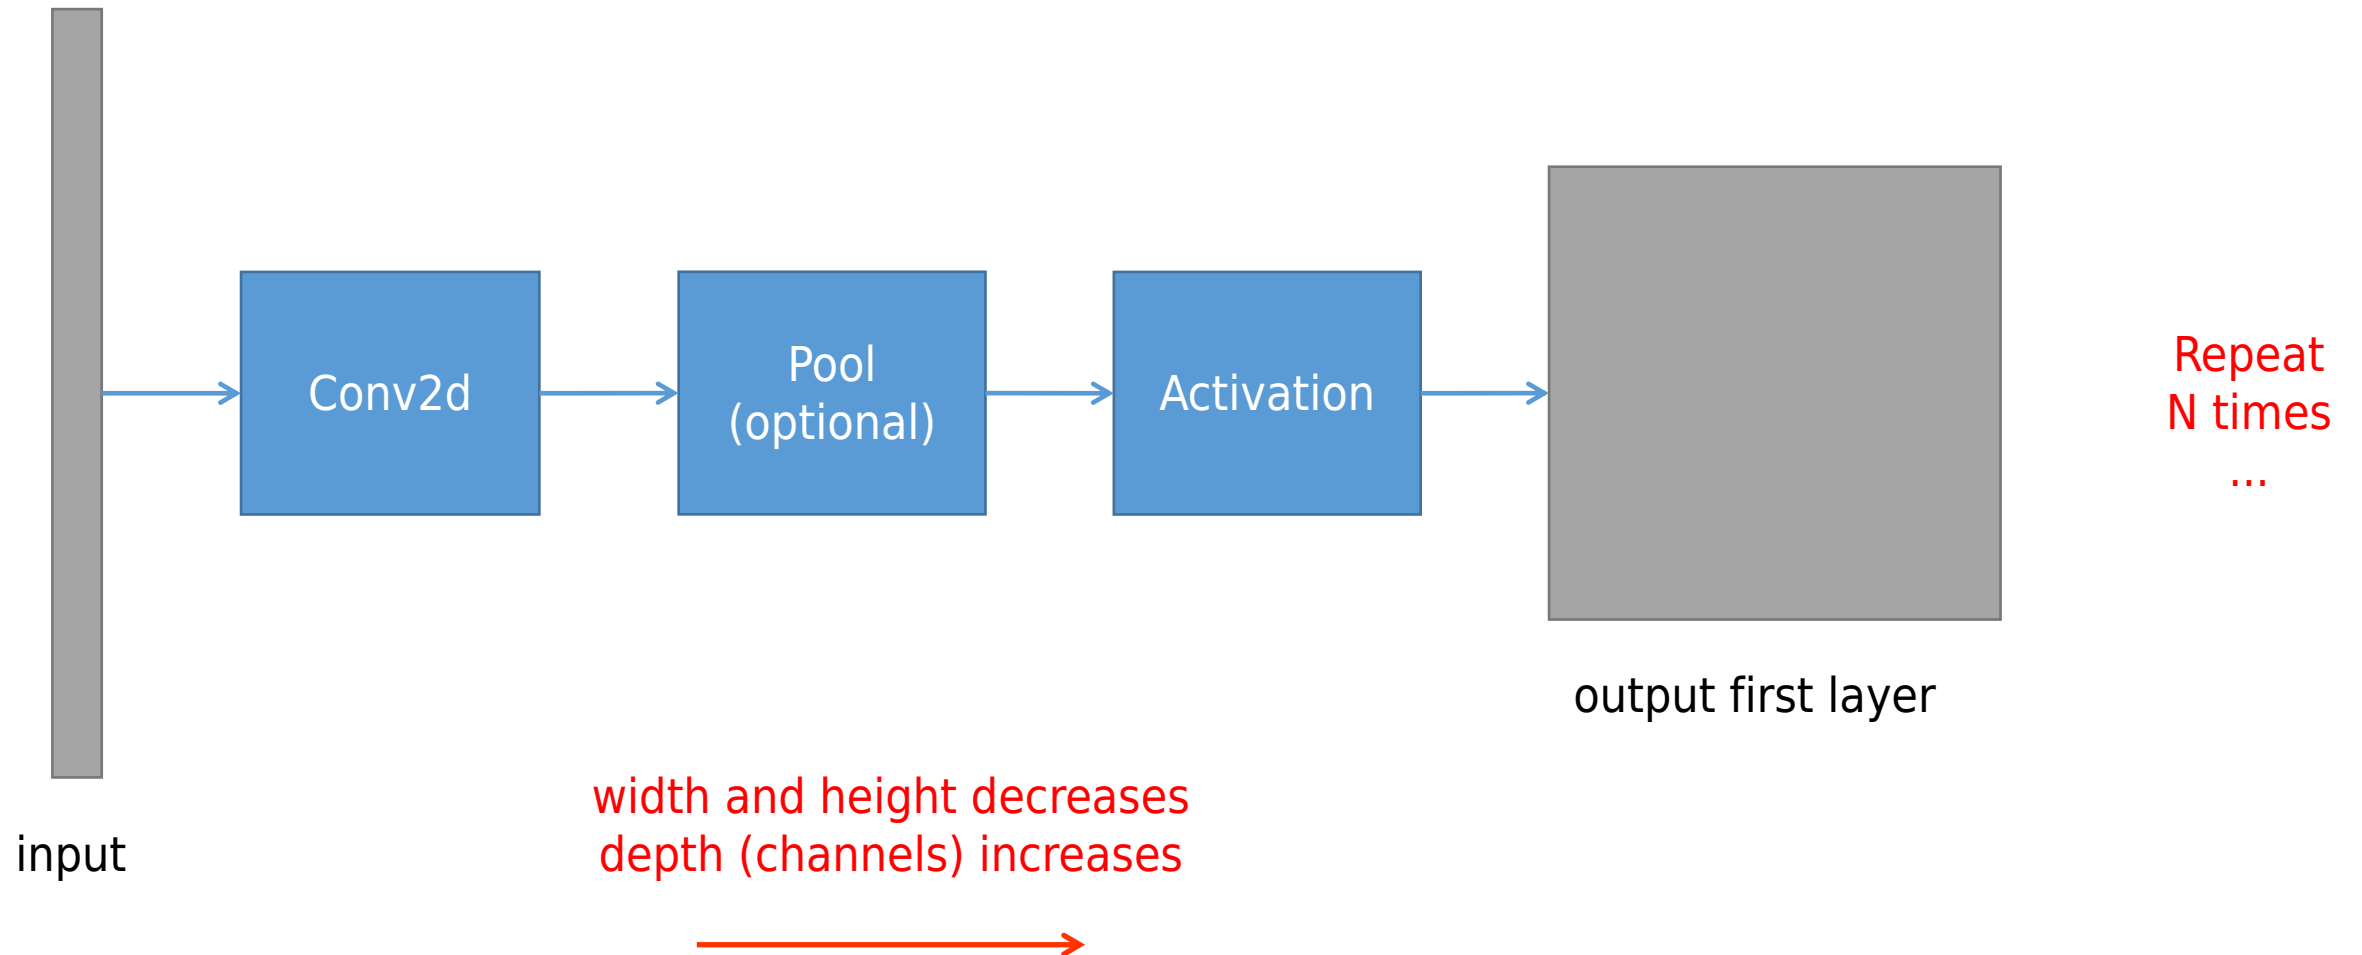 Conv2d
Pool
(optional)
Activation
Repeat
N times
...
output first layer
width and height decreases
depth (channels) increases
input